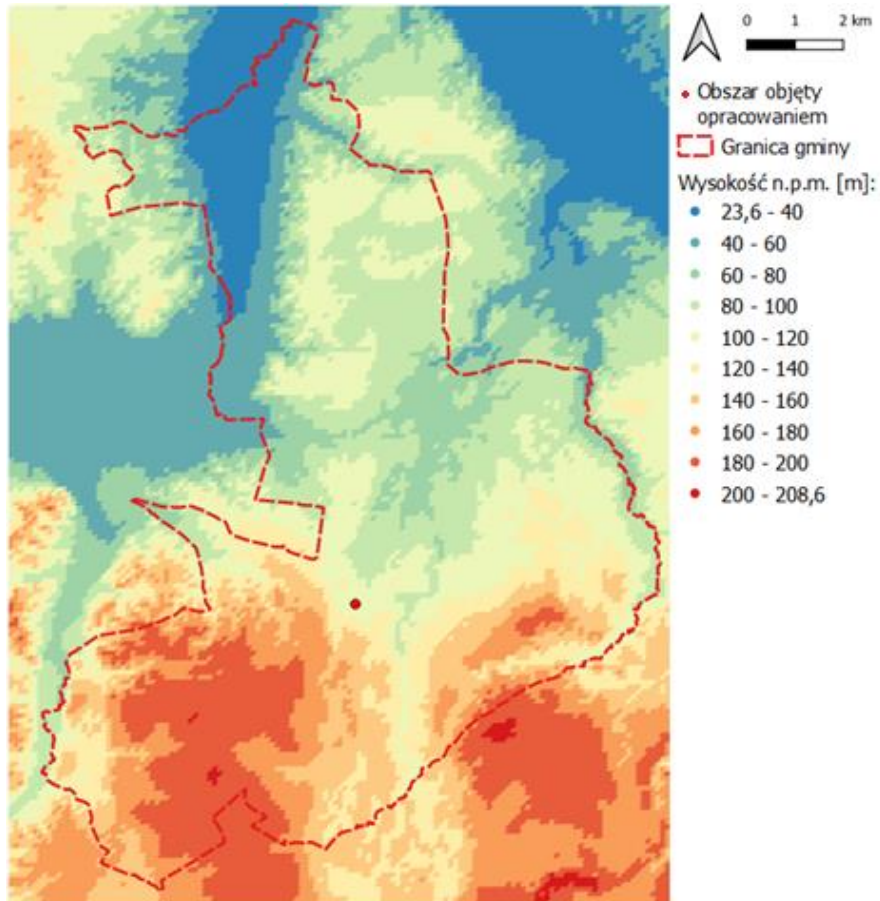 0 1 2 km
Obszar objęty
opracowaniem
Granica gminy
Wysokość n.p.m. [m]:
23,6 - 40
40 - 60
60 - 80
80 - 100
100 - 120
120 - 140
140 - 160
160 - 180
180 - 200
200 - 208,6